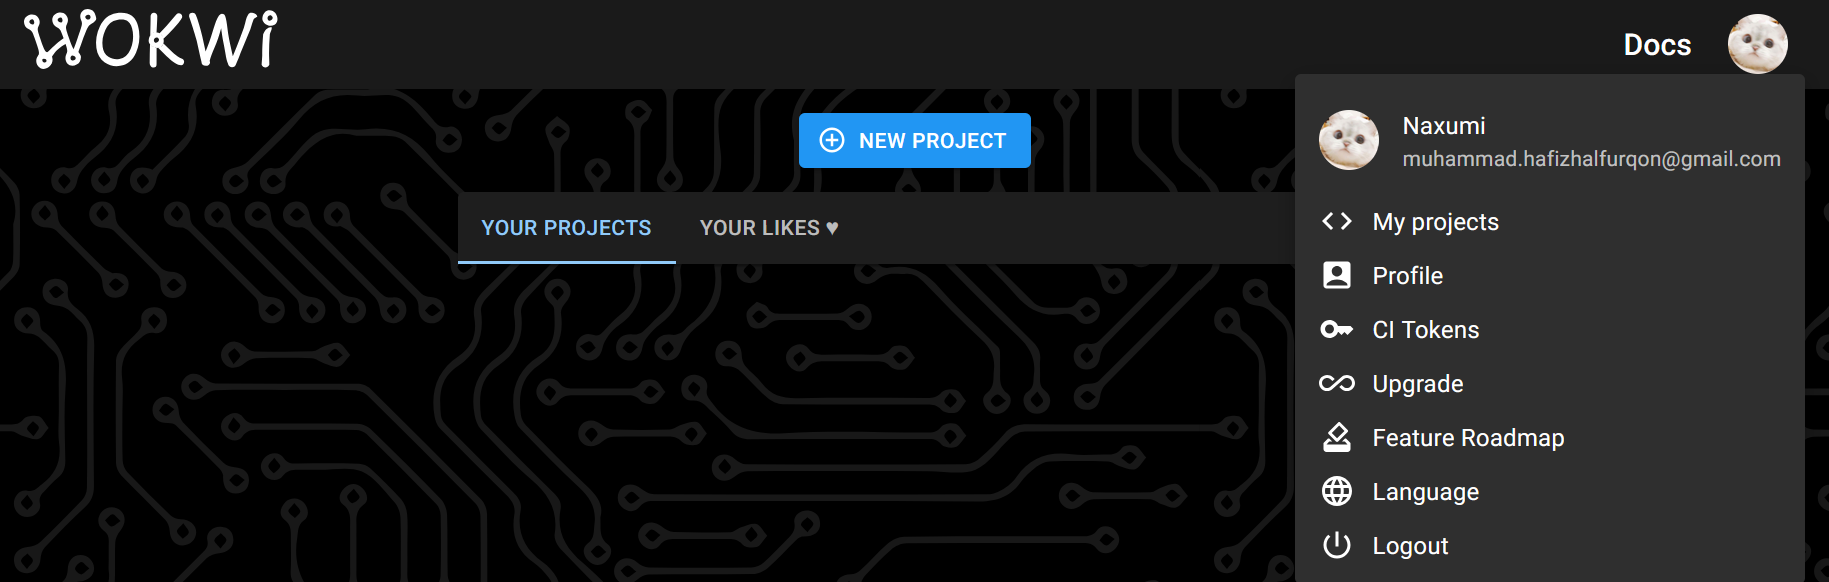 WOKWi
Docs
NEW PROJECT
YOUR PROJECTS
YOUR LIKES ♥
Naxumi
muhammad.hafizhalfurqon@gmail.com
My projects
Profile
CI Tokens
Upgrade
Feature Roadmap
Language
Logout